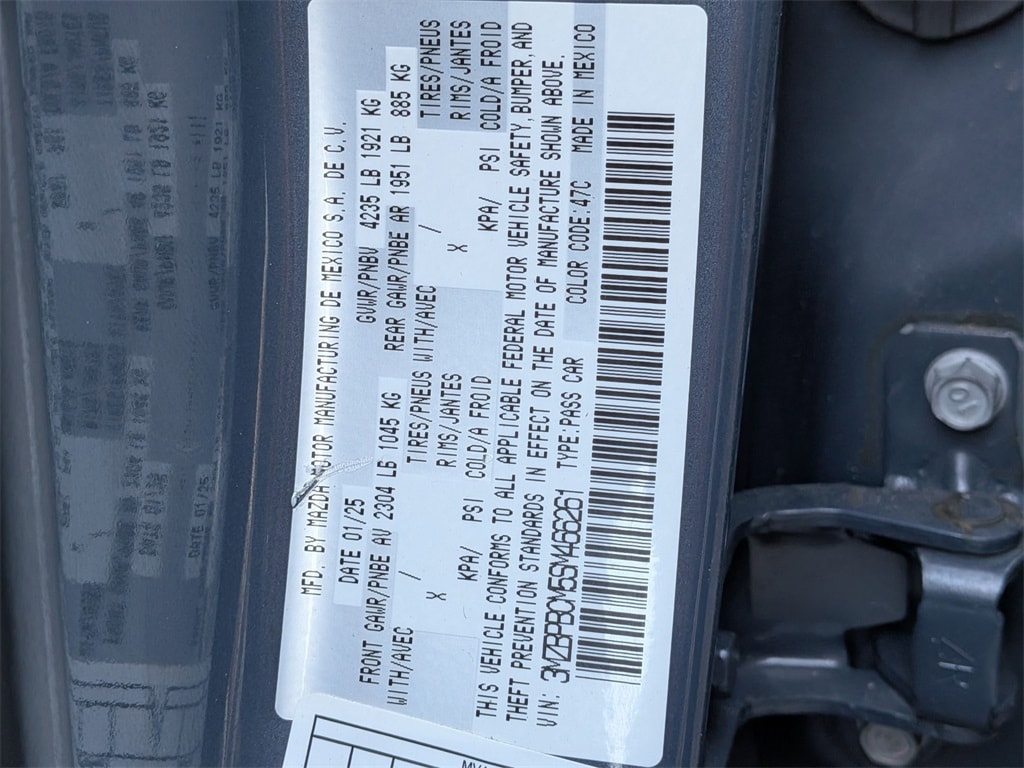 MFD. BY MAZDA MOTOR MANUFACTURING DE MEXICO S.A. DE C.V.
DATE 01/25 GVWR/PNBV 4235 LB 1921 KG
FRONT GAWR/PNBE AV 2304 LB 1045 KG REAR GAWR/PNBE AR 1951 LB 885 KG
WITH/AVEC / TIRES/PNEUS WITH/AVEC / TIRES/PNEUS
X RIMS/JANTES X RIMS/JANTES
KPA/ PSI COLD/A FROID KPA/ PSI COLD/A FROID
THIS VEHICLE CONFORMS TO ALL APPLICABLE FEDERAL MOTOR VEHICLE SAFETY, BUMPER, AND
THEFT PREVENTION STANDARDS IN EFFECT ON THE DATE OF MANUFACTURE SHOWN ABOVE.
VIN: 3MZBPBCM5SM466261 TYPE:PASS CAR COLOR CODE:47C MADE IN MEXICO